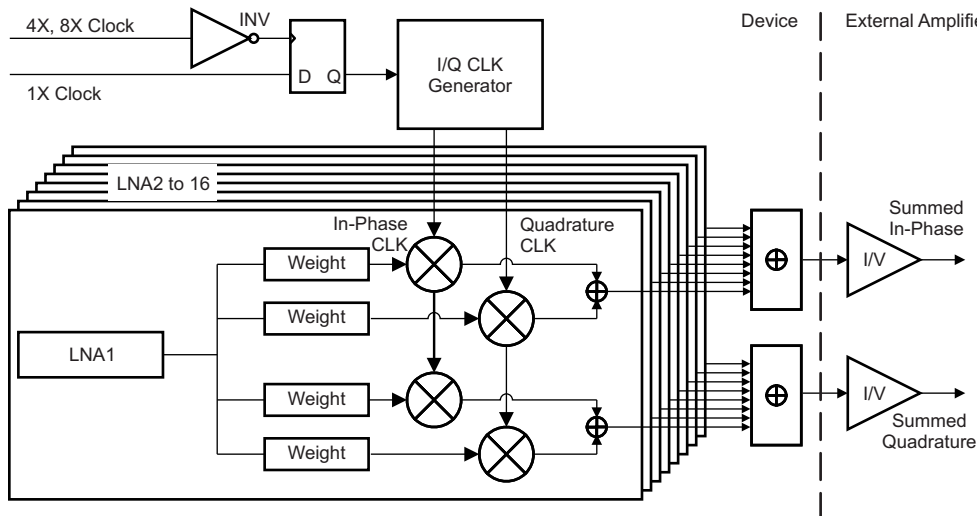 4X, 8X Clock
INV
Device
External Amplifie
D
Q
I/Q CLK
Generator
1X Clock
LNA2 to 16
In-Phase
CLK
Quadrature
CLK
Summed
In-Phase
Weight
I/V
Weight
LNA1
Weight
I/V
Weight
Summed
Quadrature